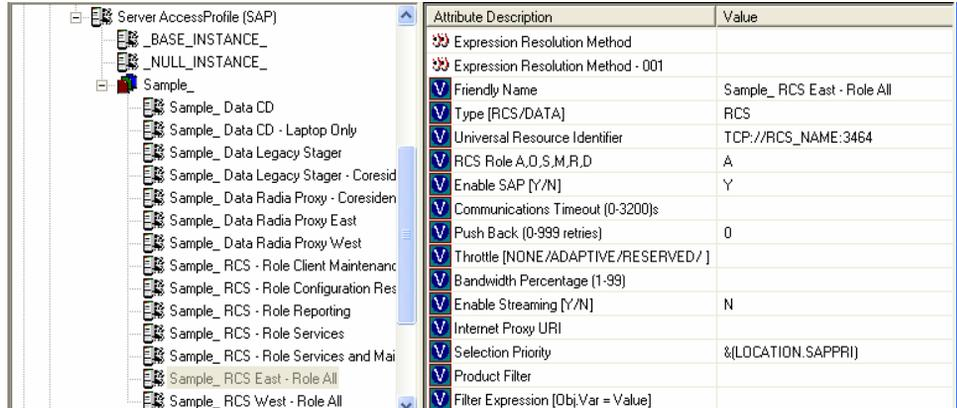 Server AccessProfile (SAP)
_BASE_INSTANCE_
_NULL_INSTANCE_
Sample_
Sample_ Data CD
Sample_ Data CD - Laptop Only
Sample_ Data Legacy Stager
Sample_ Data Legacy Stager - Coresid
Sample_ Data Radia Proxy - Coresiden
Sample_ Data Radia Proxy East
Sample_ Data Radia Proxy West
Sample_ RCS - Role Client Maintenanc
Sample_ RCS - Role Configuration Res
Sample_ RCS - Role Reporting
Sample_ RCS - Role Services
Sample_ RCS - Role Services and Mai
Sample_ RCS East - Role All
Sample_ RCS West - Role All
Attribute Description Value
Expression Resolution Method
Expression Resolution Method - 001
V Friendly Name Sample_ RCS East - Role All
V Type [RCS/DATA] RCS
V Universal Resource Identifier TCP://RCS_NAME:3464
V RCS Role A,O,S,M,R,D A
V Enable SAP [Y/N] Y
V Communications Timeout (0-3200)s
V Push Back (0-999 retries) 0
V Throttle [NONE/ADAPTIVE/RESERVED/ ]
V Bandwidth Percentage (1-99)
V Enable Streaming [Y/N] N
V Internet Proxy URI
V Selection Priority &(LOCATION.SAPPRI)
V Product Filter
V Filter Expression [Obj.Var = Value]